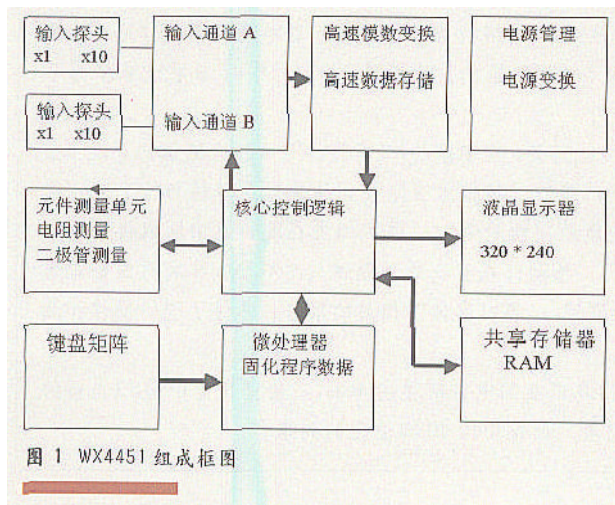 输入探头
x1 x10
输入通道 A
高速模数变换
电源管理
高速数据存储
电源变换
输入探头
x1 x10
输入通道 B
元件测量单元
电阻测量
二极管测量
核心控制逻辑
液晶显示器
320 * 240
键盘矩阵
微处理器
固化程序数据
共享存储器
RAM
图 1 WX4451 组成框图